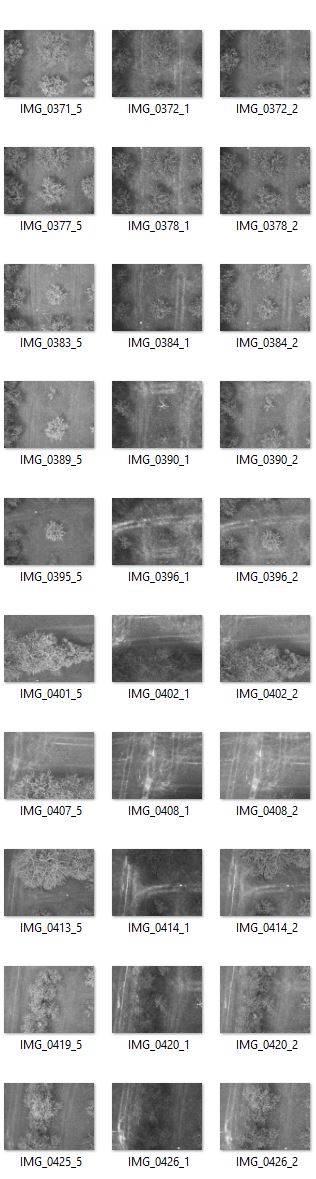 IMG_0371_5 IMG_0372_1 IMG_0372_2
IMG_0377_5 IMG_0378_1 IMG_0378_2
IMG_0383_5 IMG_0384_1 IMG_0384_2
IMG_0389_5 IMG_0390_1 IMG_0390_2
IMG_0395_5 IMG_0396_1 IMG_0396_2
IMG_0401_5 IMG_0402_1 IMG_0402_2
IMG_0407_5 IMG_0408_1 IMG_0408_2
IMG_0413_5 IMG_0414_1 IMG_0414_2
IMG_0419_5 IMG_0420_1 IMG_0420_2
IMG_0425_5 IMG_0426_1 IMG_0426_2